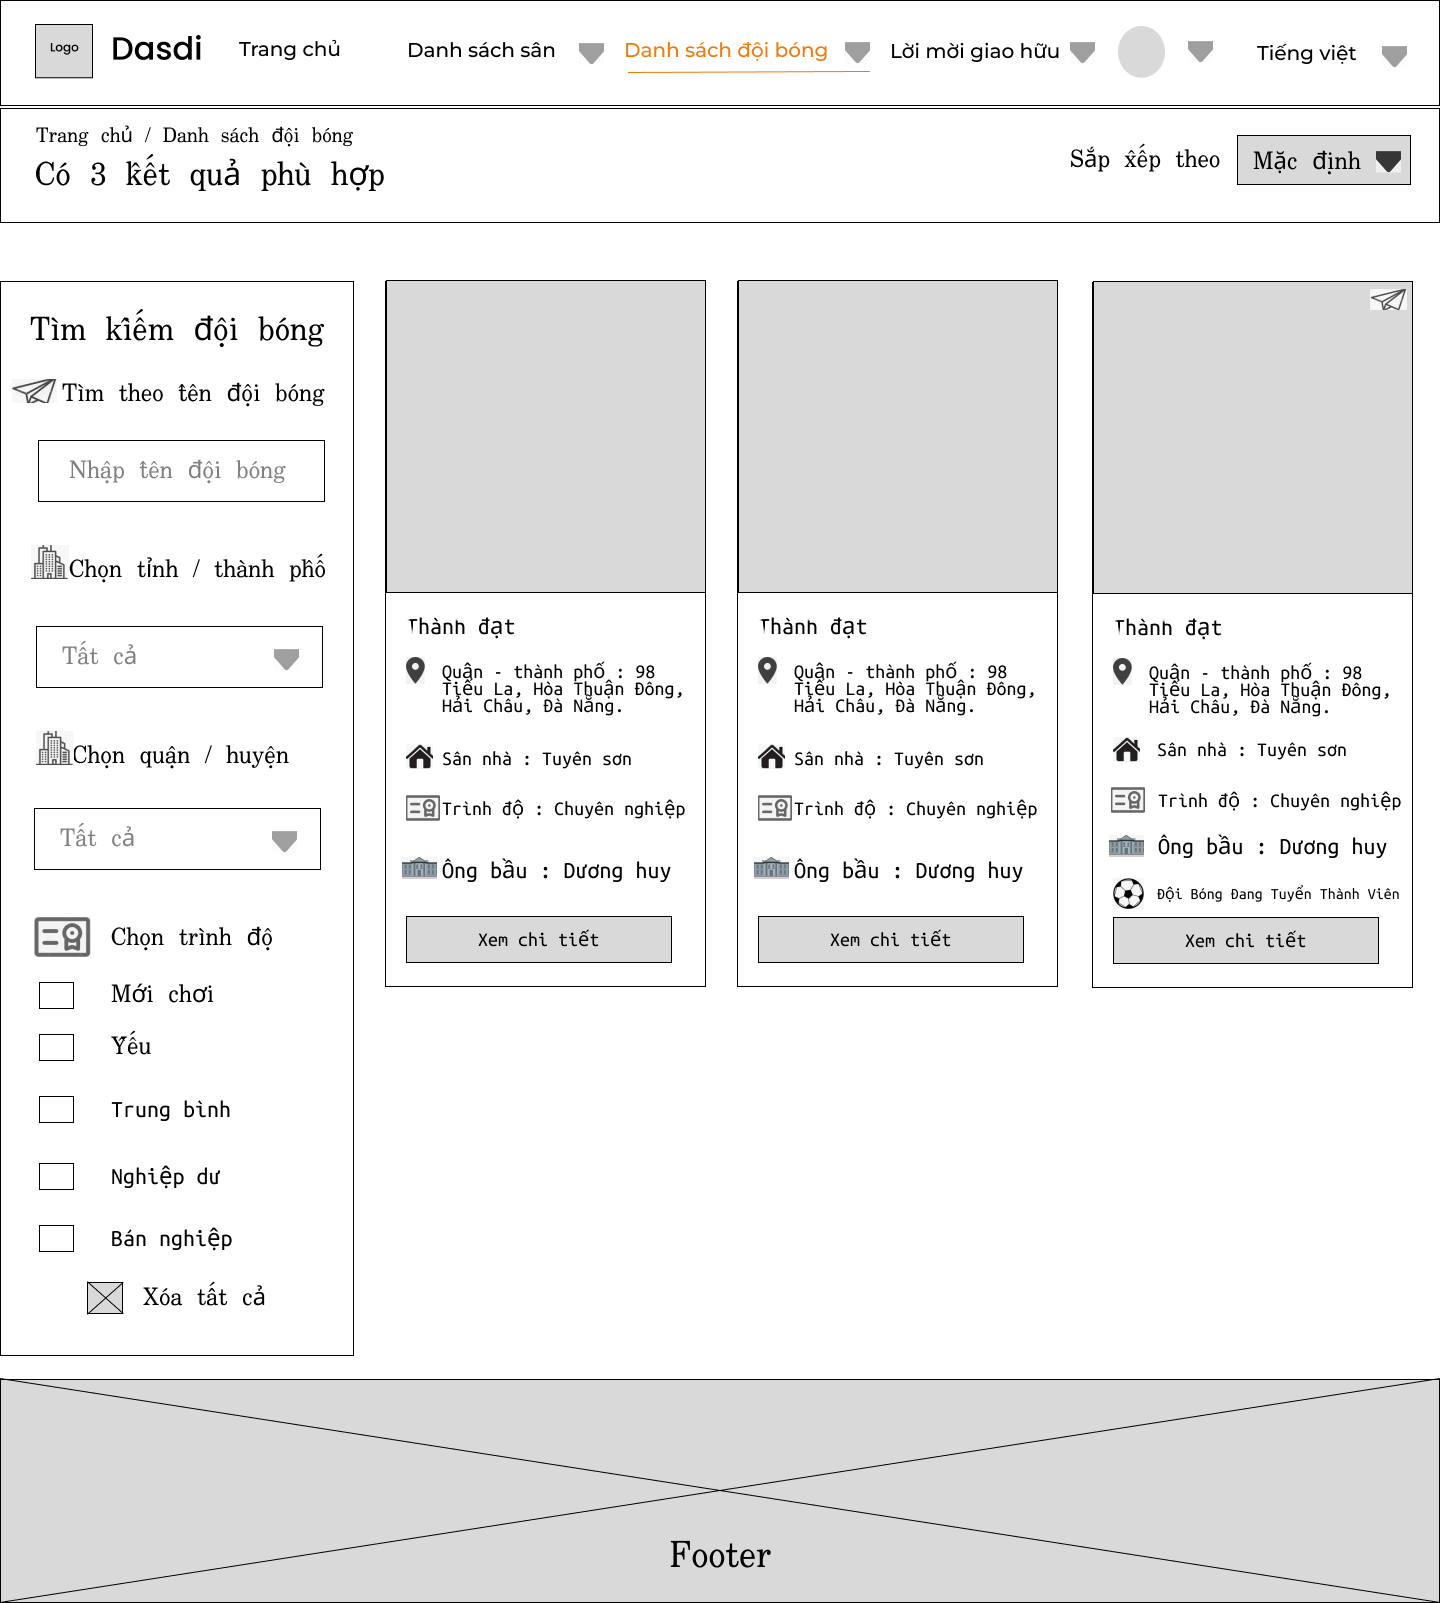 Logo
Dasdi
Trang chủ
Danh sách sân
Danh sách đội bóng
Lời mời giao hữu
Tiếng việt
Trang chủ / Danh sách đội bóng
Có 3 kết quả phù hợp
Sắp xếp theo
Mặc định
Tìm kiếm đội bóng
Tìm theo tên đội bóng
Nhập tên đội bóng
Chọn tỉnh / thành phố
Tất cả
Chọn quận / huyện
Tất cả
Chọn trình độ
Mới chơi
Yếu
Trung bình
Nghiệp dư
Bán nghiệp
Xóa tất cả
Thành đạt
Quận - thành phố : 98
Tiểu La, Hòa Thuận Đông,
Hải Châu, Đà Nẵng.
Sân nhà : Tuyên sơn
Trình độ : Chuyên nghiệp
Ông bầu : Dương huy
Xem chi tiết
Thành đạt
Quận - thành phố : 98
Tiểu La, Hòa Thuận Đông,
Hải Châu, Đà Nẵng.
Sân nhà : Tuyên sơn
Trình độ : Chuyên nghiệp
Ông bầu : Dương huy
Xem chi tiết
Thành đạt
Quận - thành phố : 98
Tiểu La, Hòa Thuận Đông,
Hải Châu, Đà Nẵng.
Sân nhà : Tuyên sơn
Trình độ : Chuyên nghiệp
Ông bầu : Dương huy
Đội Bóng Đang Tuyển Thành Viên
Xem chi tiết
Footer